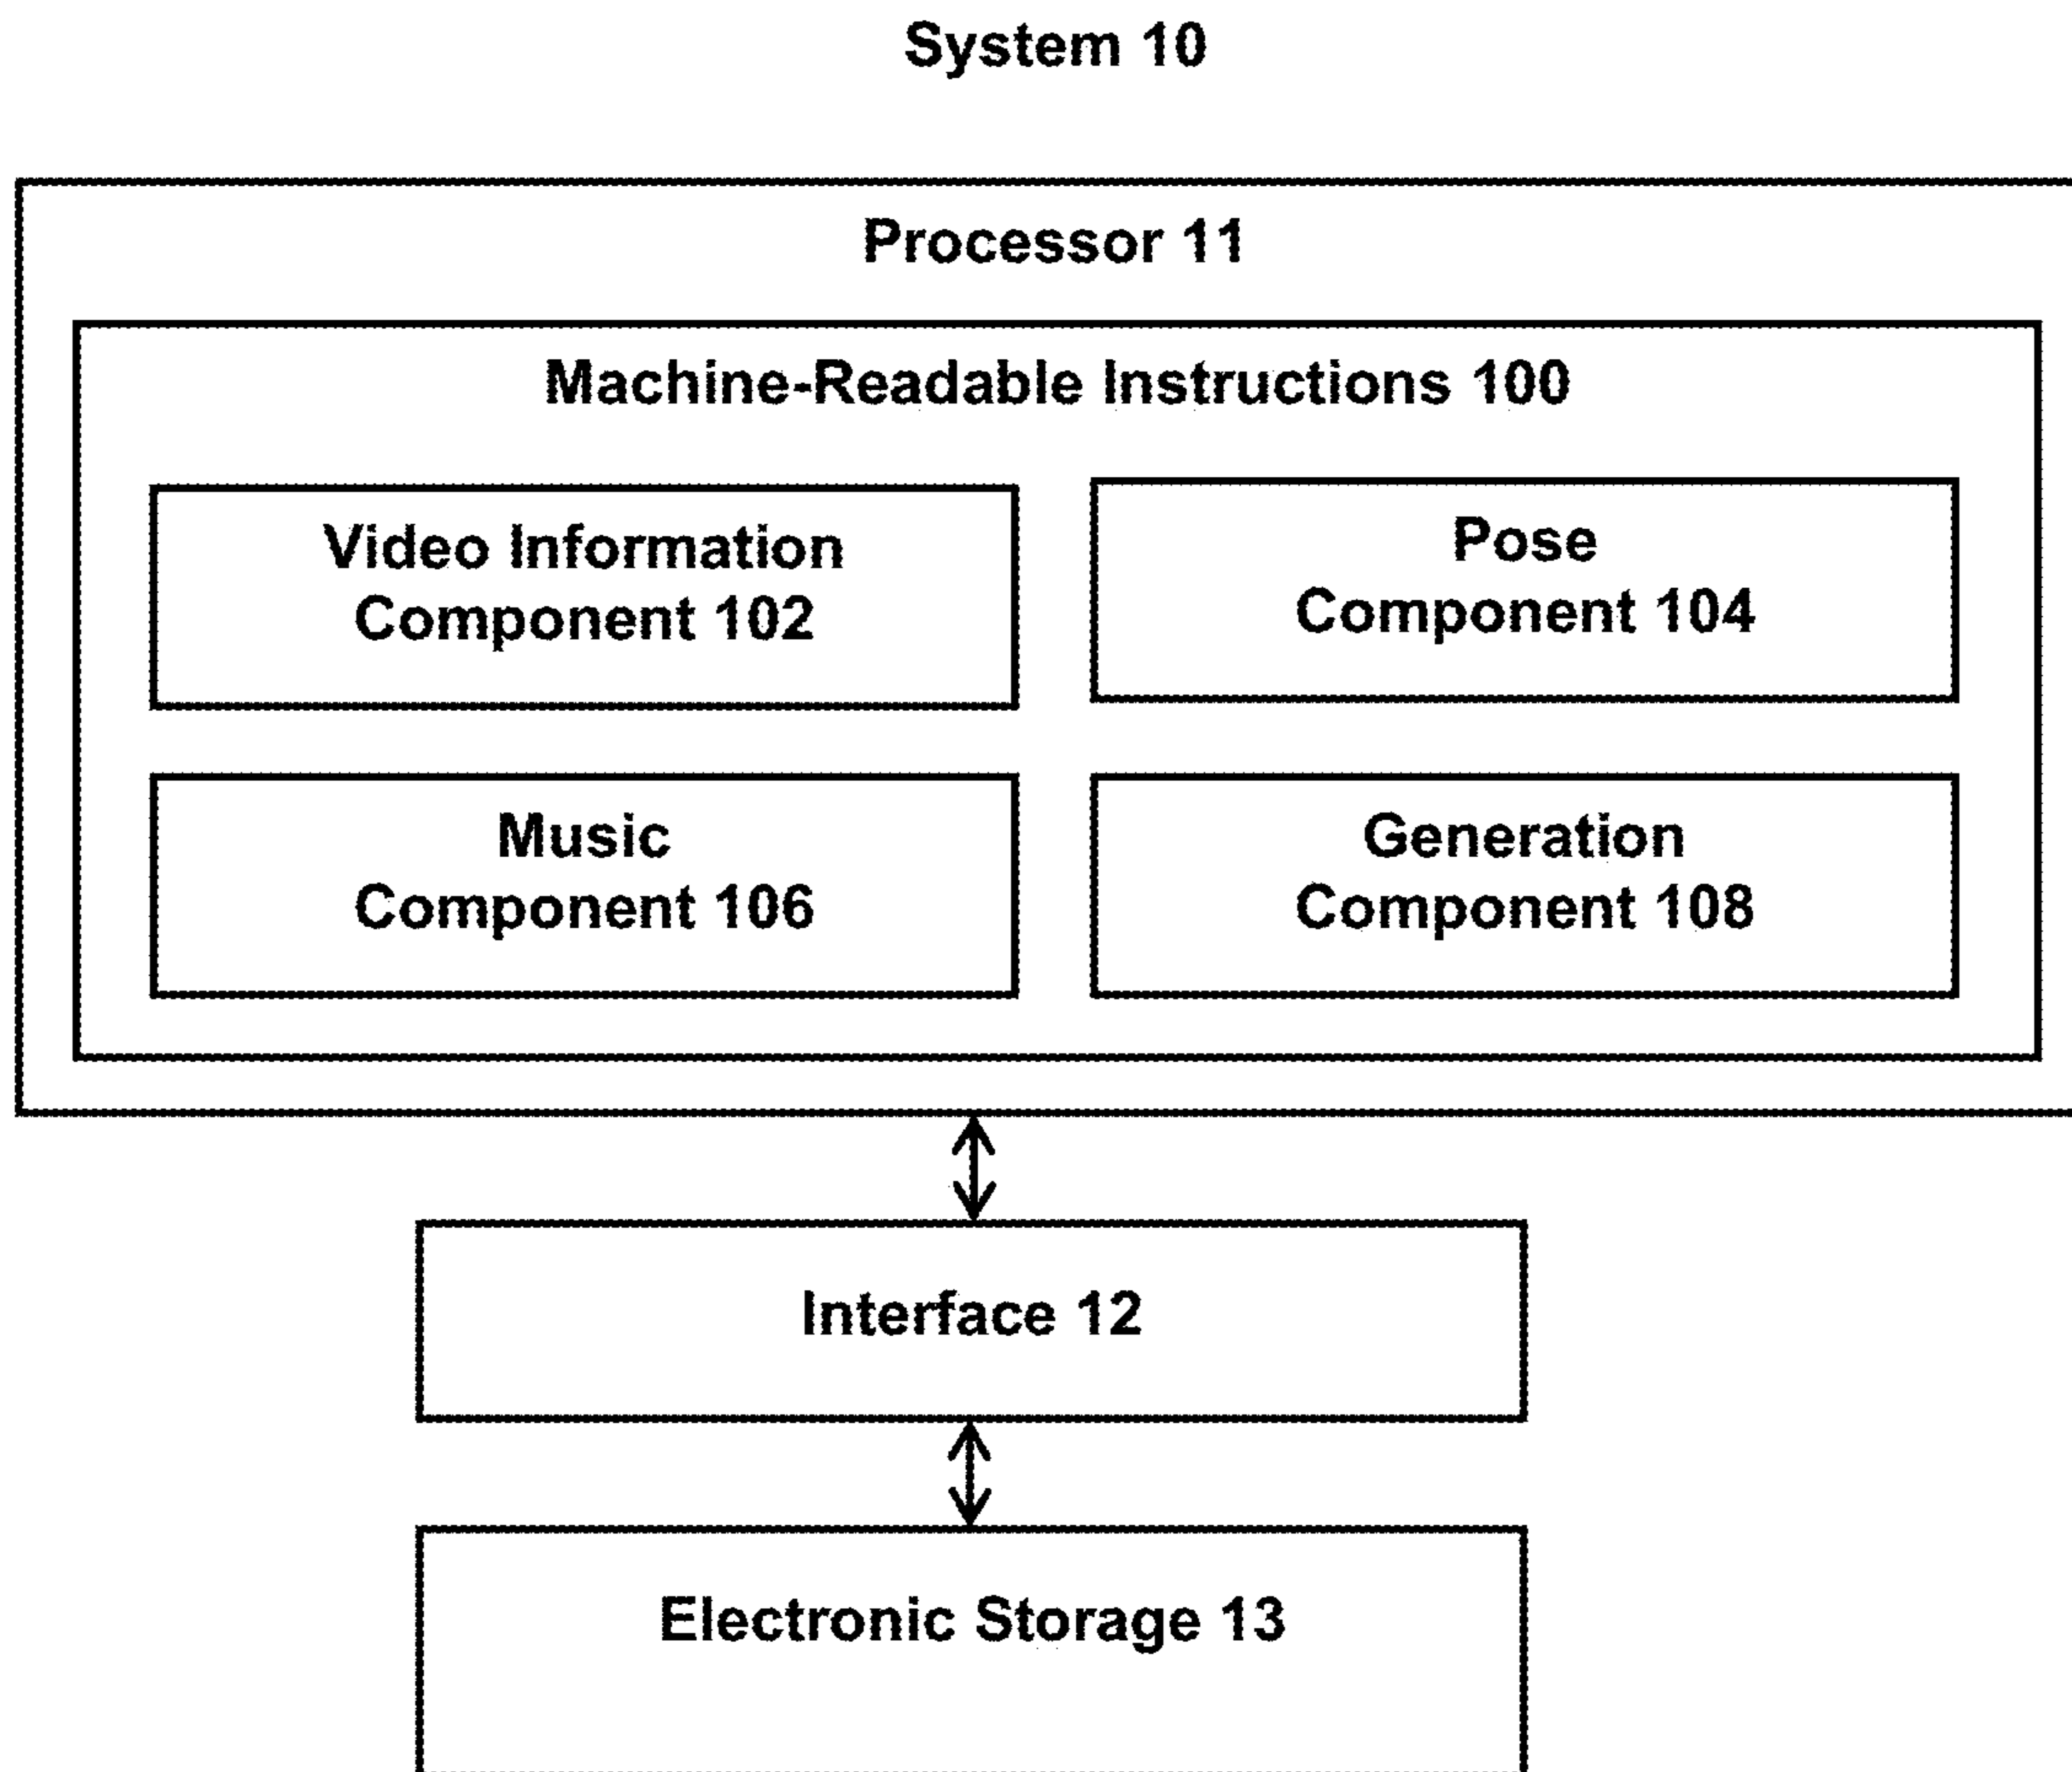 System 10
Processor 11
Machine-Readable Instructions 100
Video Information
Component 102
Pose
Component 104
Music
Component 106
Generation
Component 108
Interface 12
Electronic Storage 13